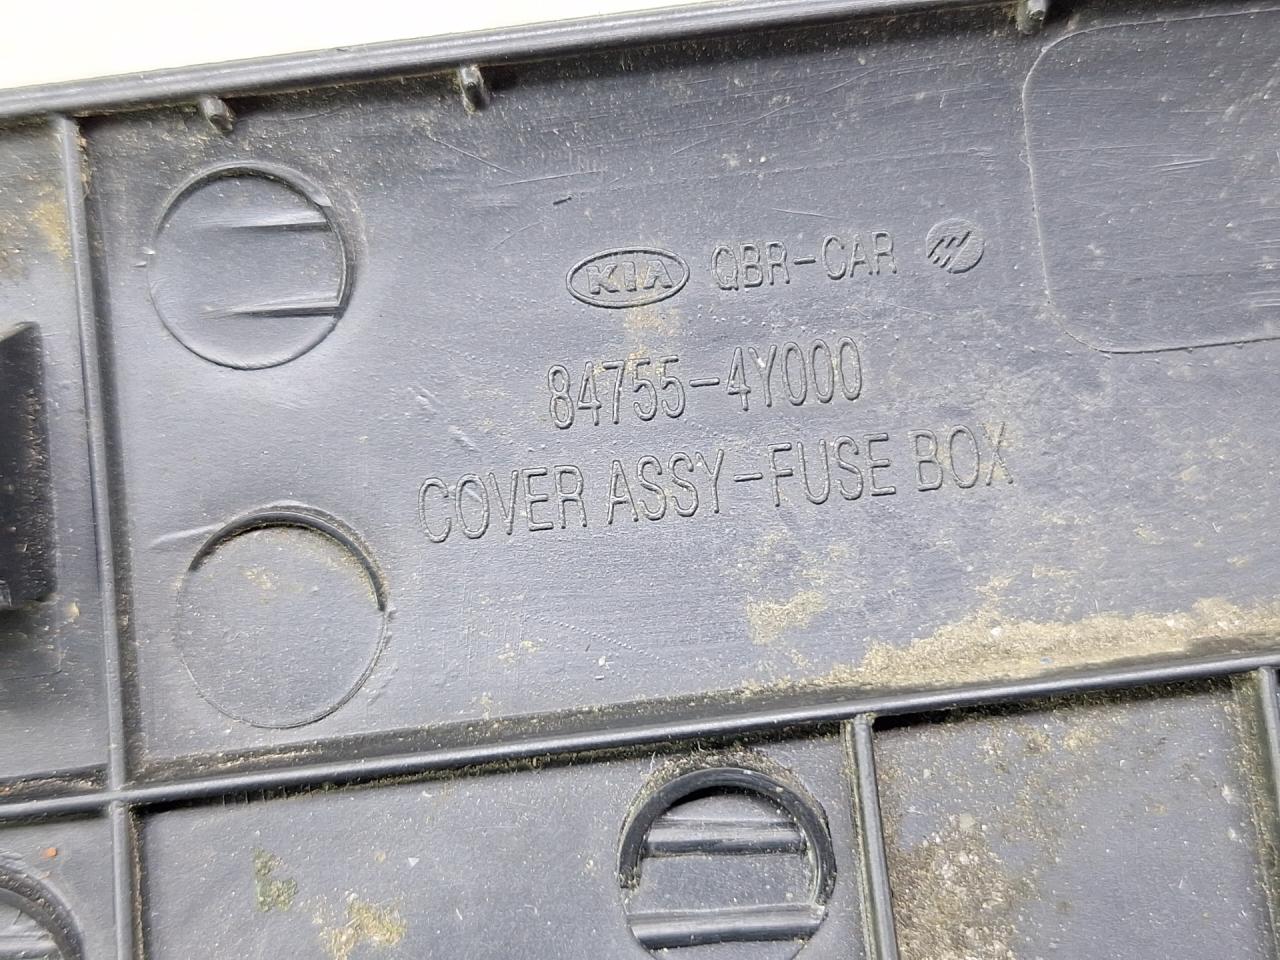 KIA QBR-CAR
84755-4Y000
COVER ASSY-FUSE BOX